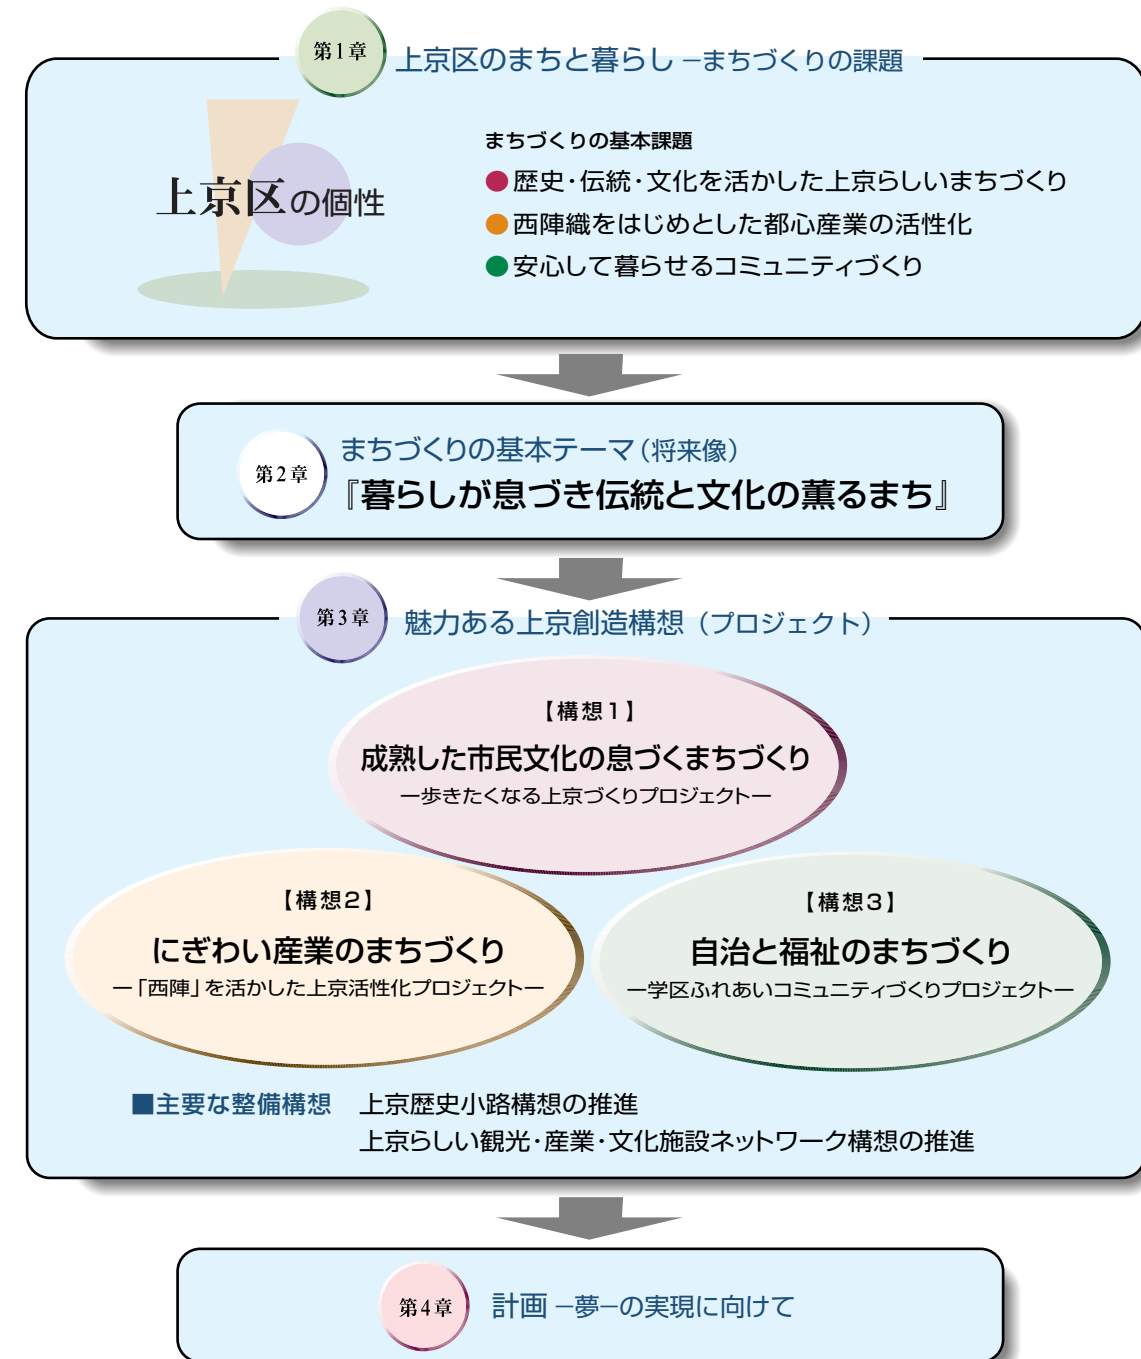 第1章
上京区のまちと暮らし −まちづくりの課題
上京区の個性
まちづくりの基本課題
●歴史・伝統・文化を活かした上京らしいまちづくり
●西陣織をはじめとした都心産業の活性化
●安心して暮らせるコミュニティづくり
第2章
まちづくりの基本テーマ（将来像）
『暮らしが息づき伝統と文化の薫るまち』
第3章
魅力ある上京創造構想（プロジェクト）
【構想1】
成熟した市民文化の息づくまちづくり
ー歩きたくなる上京づくりプロジェクトー
【構想2】
にぎわい産業のまちづくり
ー「西陣」を活かした上京活性化プロジェクトー
【構想3】
自治と福祉のまちづくり
ー学区ふれあいコミュニティづくりプロジェクトー
■主要な整備構想　上京歴史小路構想の推進
上京らしい観光・産業・文化施設ネットワーク構想の推進
第4章
計画 −夢−の実現に向けて